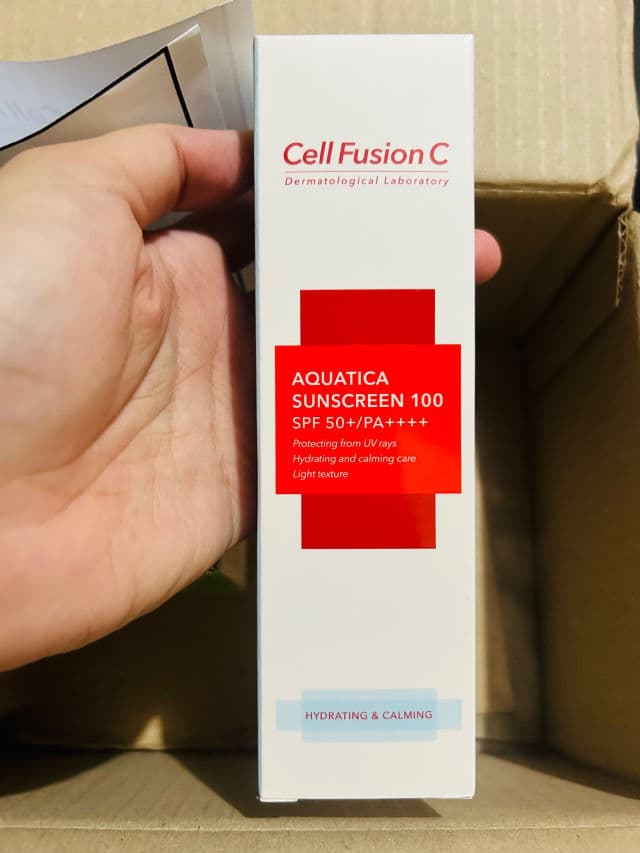 Cell Fusion C
Dermatological Laboratory
AQUATICA
SUNSCREEN 100
SPF 50+/PA++++
Protecting from UV rays
Hydrating and calming care
Light texture
HYDRATING & CALMING